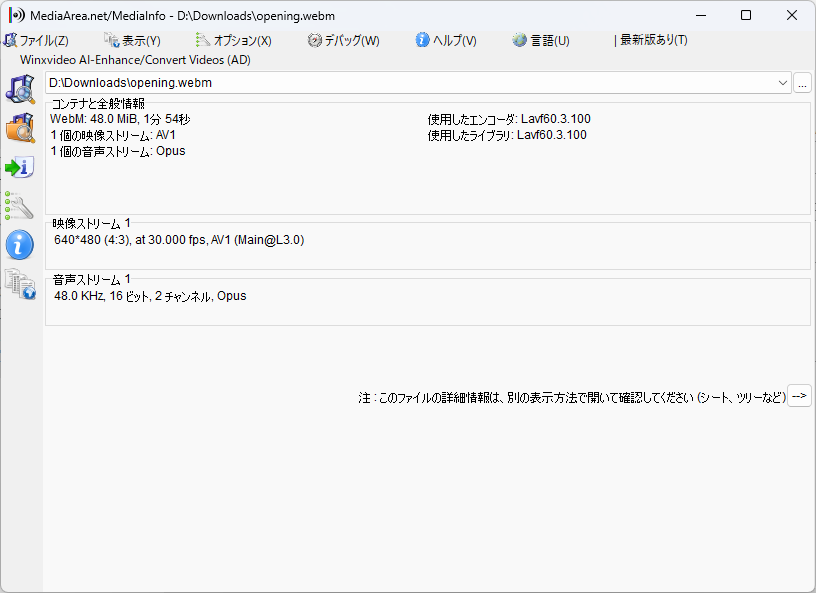 MediaArea.net/MediaInfo - D:\Downloads\opening.webm
ファイル(Z) 表示(Y) オプション(X) デバッグ(W) ヘルプ(V) 言語(U) | 最新版あり(T)
Winxvideo AI-Enhance/Convert Videos (AD)
D:\Downloads\opening.webm
...
コンテナと全般情報
WebM: 48.0 MiB, 1分 54秒
使用したエンコーダ: Lavf60.3.100
1 個の映像ストリーム: AV1
使用したライブラリ: Lavf60.3.100
1 個の音声ストリーム: Opus
映像ストリーム 1
640*480 (4:3), at 30.000 fps, AV1 (Main@L3.0)
音声ストリーム 1
48.0 KHz, 16 ビット, 2 チャンネル, Opus
注 : このファイルの詳細情報は、別の表示方法で開いて確認してください (シート、ツリーなど)
-->